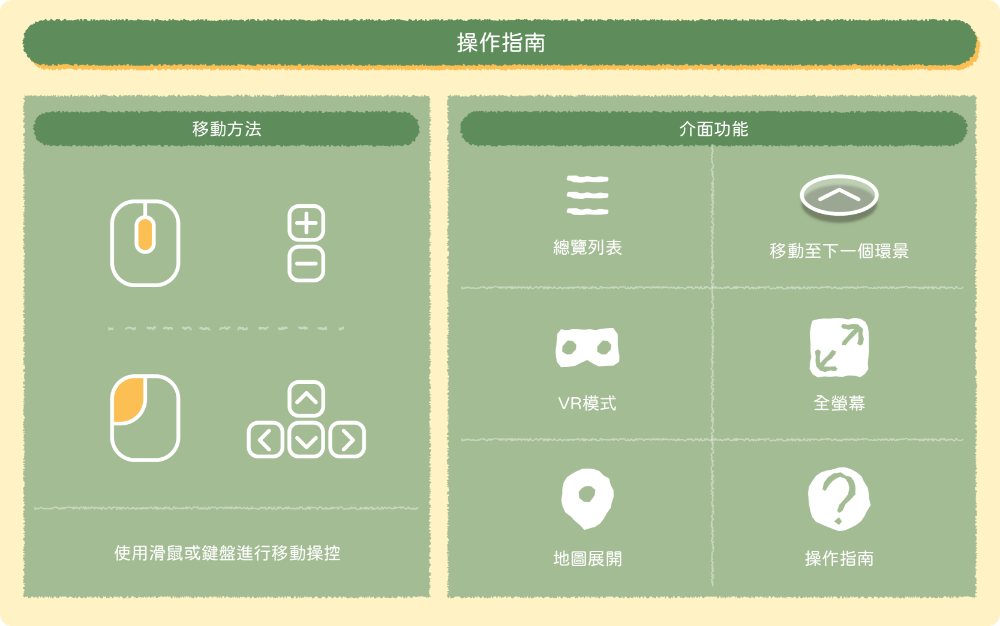 操作指南
移動方法
使用滑鼠或鍵盤進行移動操控
介面功能
總覽列表
移動至下一個環景
VR模式
全螢幕
地圖展開
操作指南